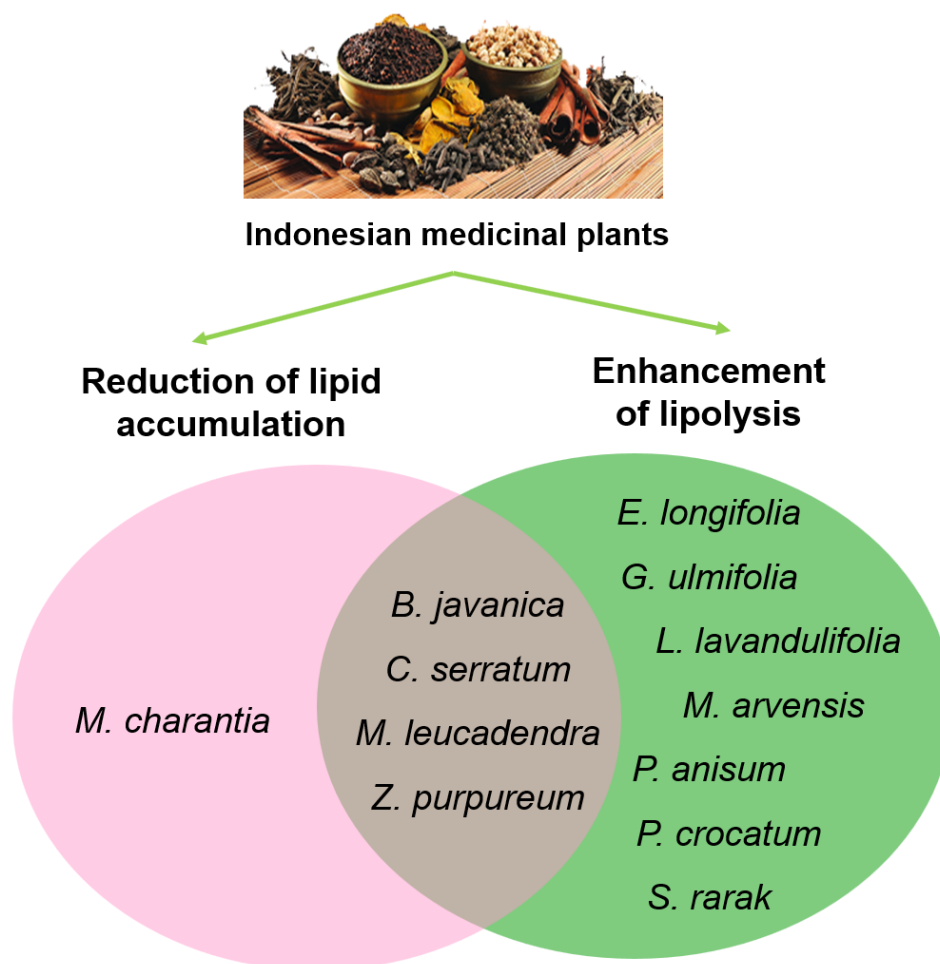 Indonesian medicinal plants
Reduction of lipid
accumulation
Enhancement
of lipolysis
M. charantia
B. javanica
C. serratum
M. leucadendra
Z. purpureum
E. longifolia
G. ulmifolia
L. lavandulifolia
M. arvensis
P. anisum
P. crocatum
S. rarak